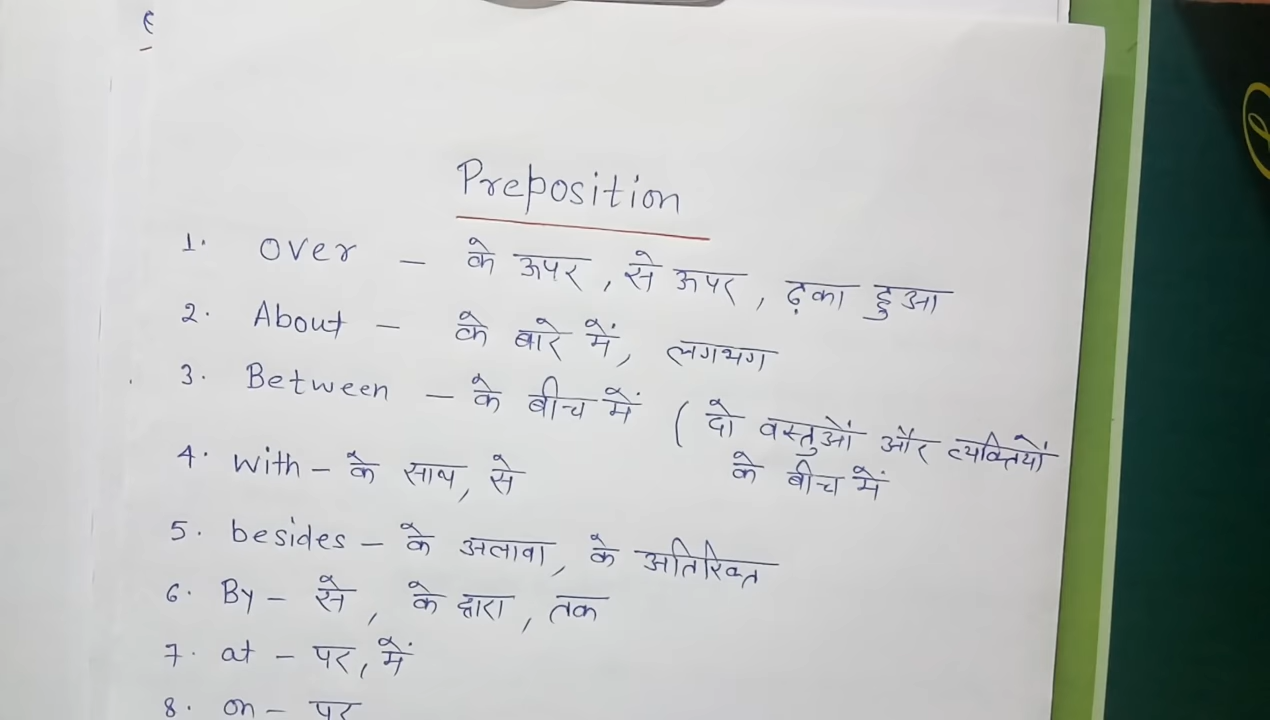 Preposition
1. over - के ऊपर, से ऊपर, ढ़का हुआ
2. About - के बारे में, लगभग
3. Between - के बीच में ( दो वस्तुओं और व्यक्तियों
के बीच में
4. with - के साथ, से
5. besides - के अलावा, के अतिरिक्त
6. By - से, के द्वारा, तक
7. at - पर, में
8. on - पर